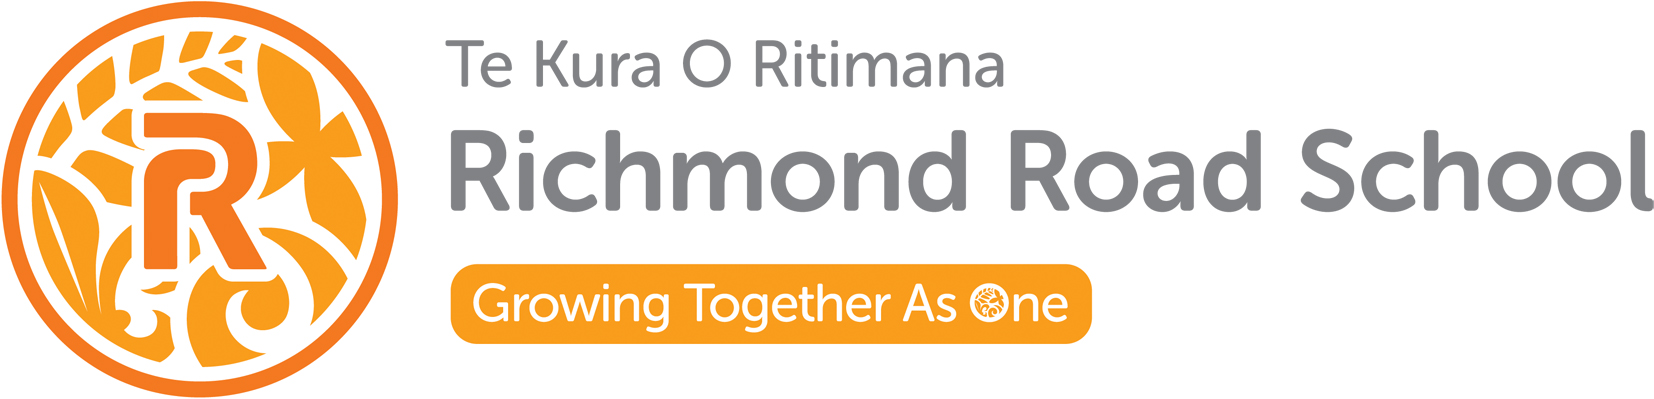 R
Te Kura O Ritimana
Richmond Road School
Growing Together As One